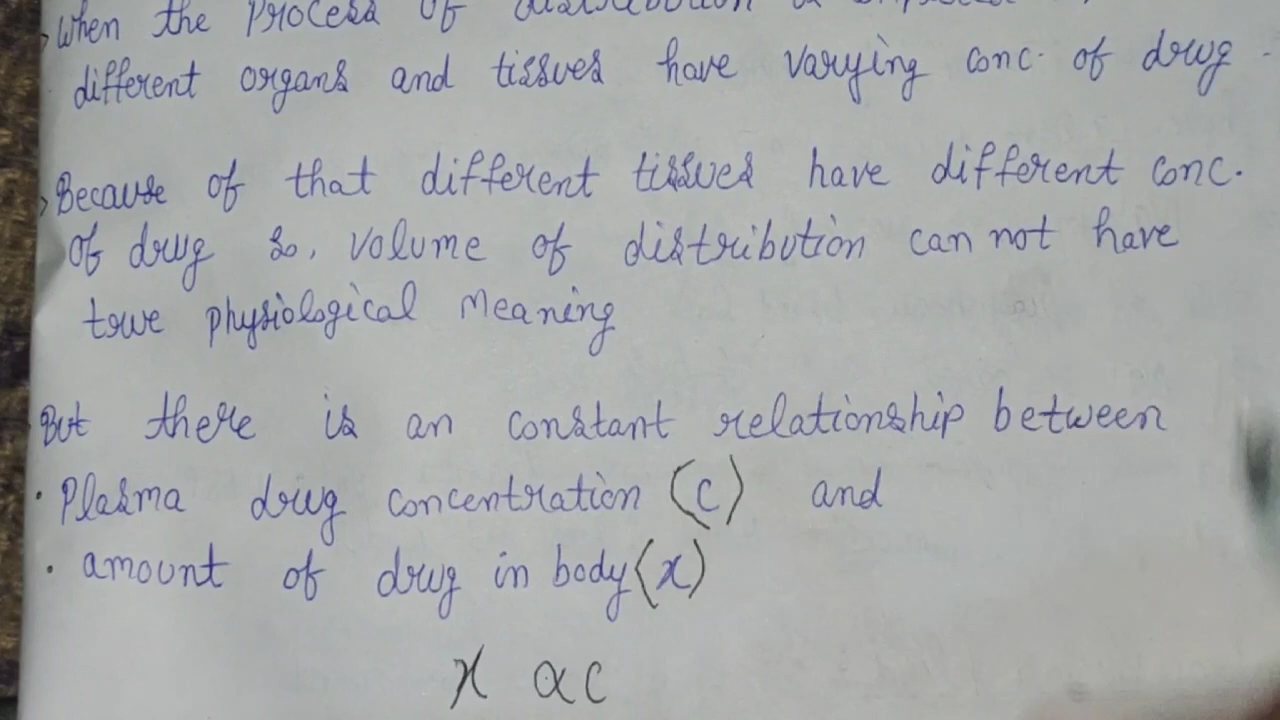 When the Process of distribution is
different organs and tissues have varying conc. of drug.
Because of that different tissues have different conc.
of drug so, volume of distribution can not have
true physiological Meaning
But there is an constant relationship between
• Plasma drug concentration (C) and
• amount of drug in body (x)
x α C